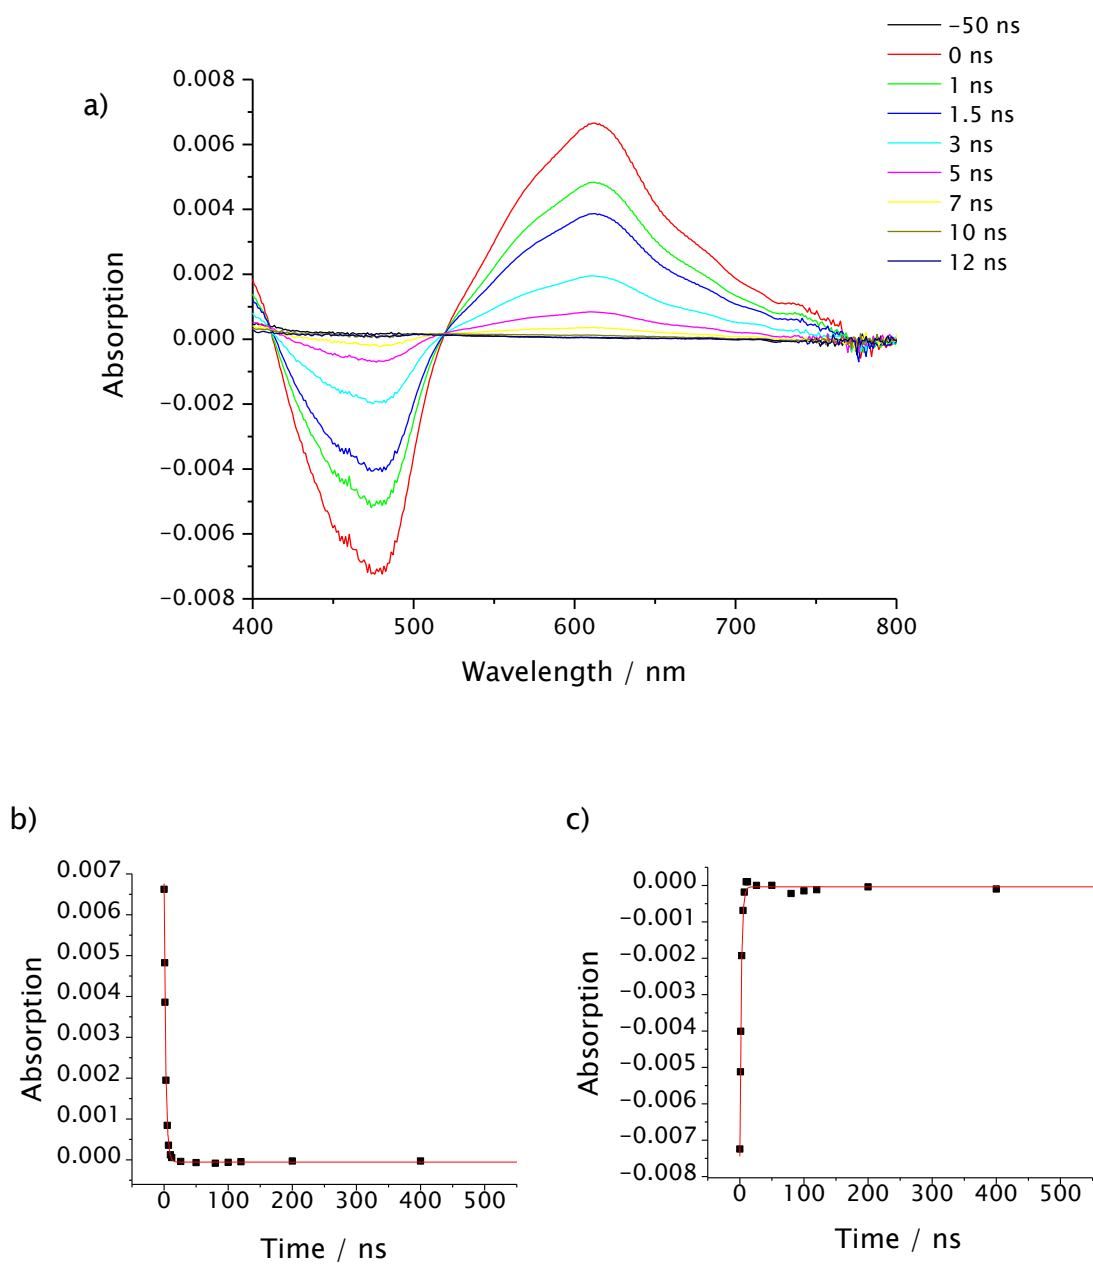 a)
−50 ns
0 ns
1 ns
1.5 ns
3 ns
5 ns
7 ns
10 ns
12 ns
0.008
0.006
0.004
0.002
0.000
−0.002
−0.004
−0.006
−0.008
Absorption
400 500 600 700 800
Wavelength / nm
b)
0.007
0.006
0.005
0.004
0.003
0.002
0.001
0.000
Absorption
0 100 200 300 400 500
Time / ns
c)
0.000
−0.001
−0.002
−0.003
−0.004
−0.005
−0.006
−0.007
−0.008
Absorption
0 100 200 300 400 500
Time / ns